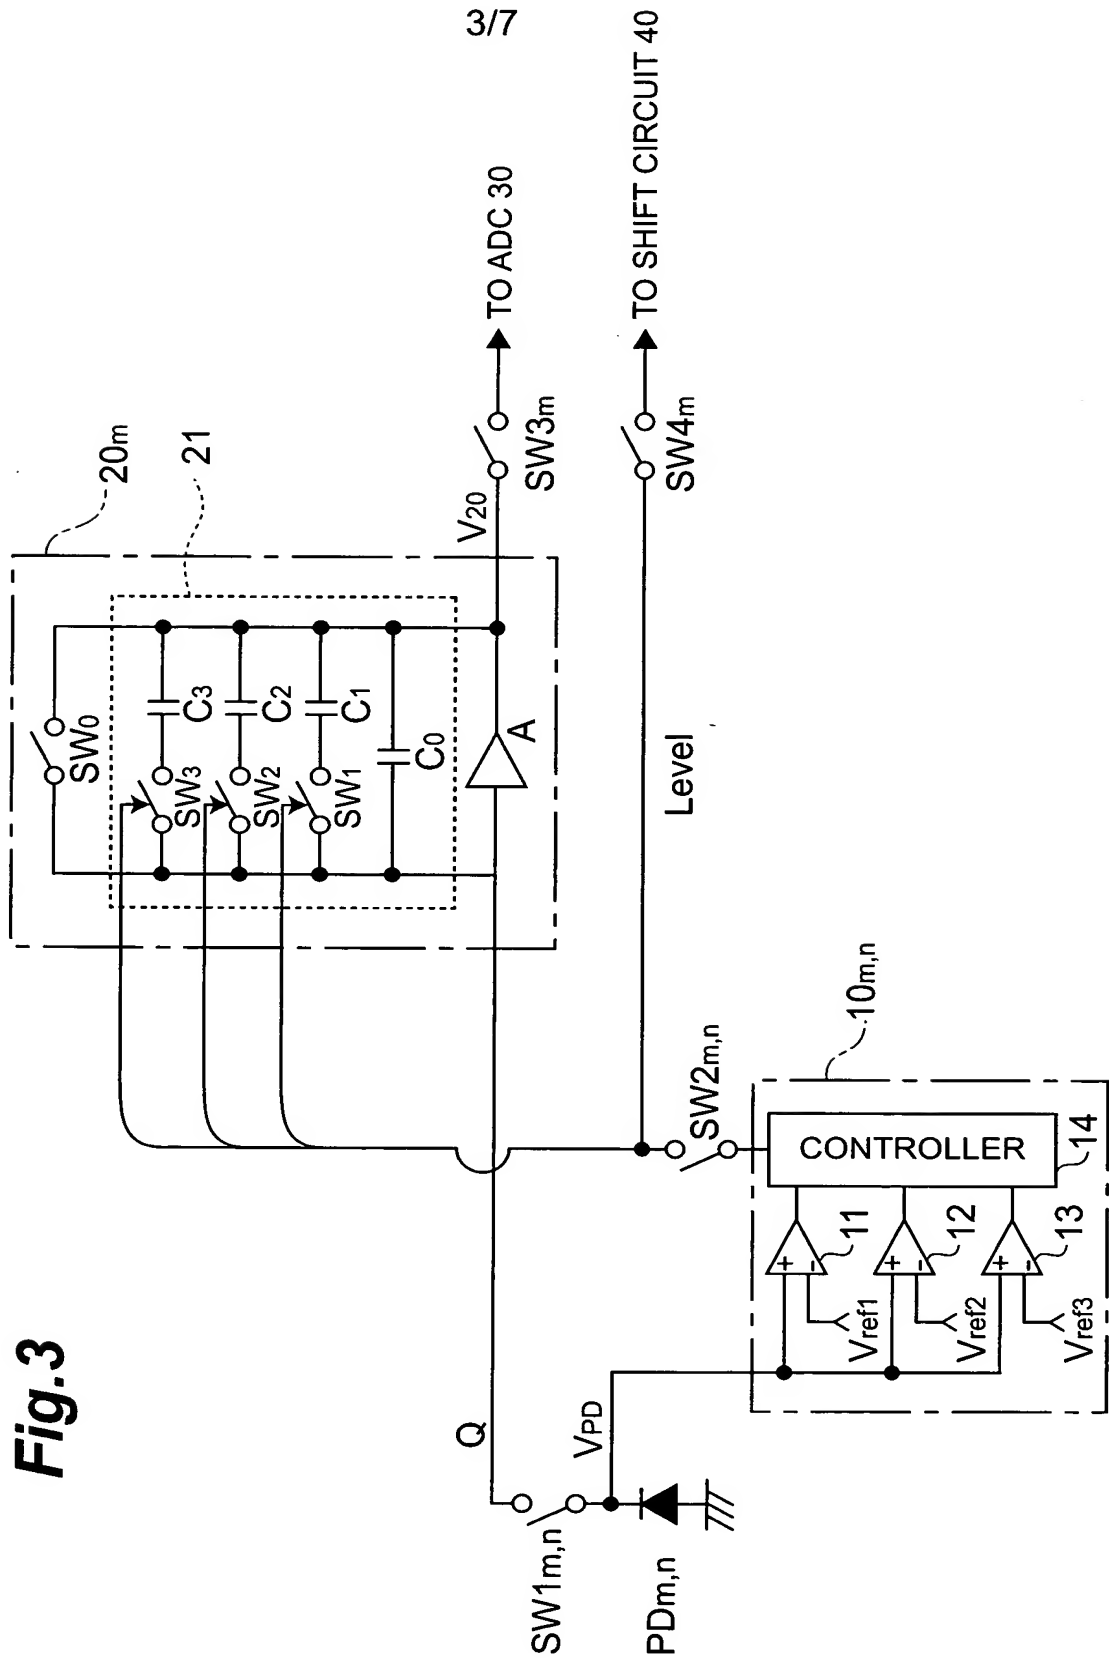 3/7
Fig.3
20m
21
SW0
SW3
C3
SW2
C2
SW1
C1
C0
A
V20
SW3m
TO ADC 30
Q
SW1m,n
VPD
PDm,n
Level
SW4m
TO SHIFT CIRCUIT 40
SW2m,n
10m,n
CONTROLLER
14
+
-
11
Vref1
+
-
12
Vref2
+
-
13
Vref3